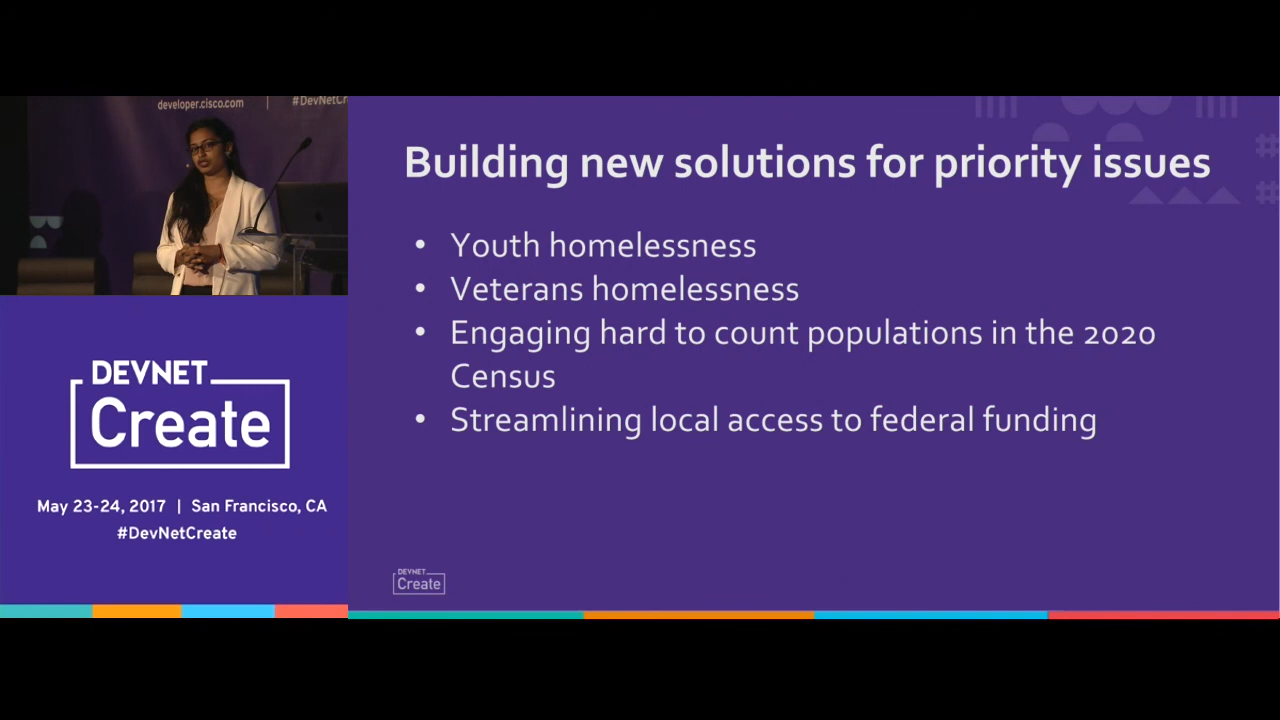 developer.cisco.com | #DevNetCr
Building new solutions for priority issues
• Youth homelessness
• Veterans homelessness
• Engaging hard to count populations in the 2020
Census
• Streamlining local access to federal funding
DEVNET
Create
May 23-24, 2017 | San Francisco, CA
#DevNetCreate
DEVNET
Create